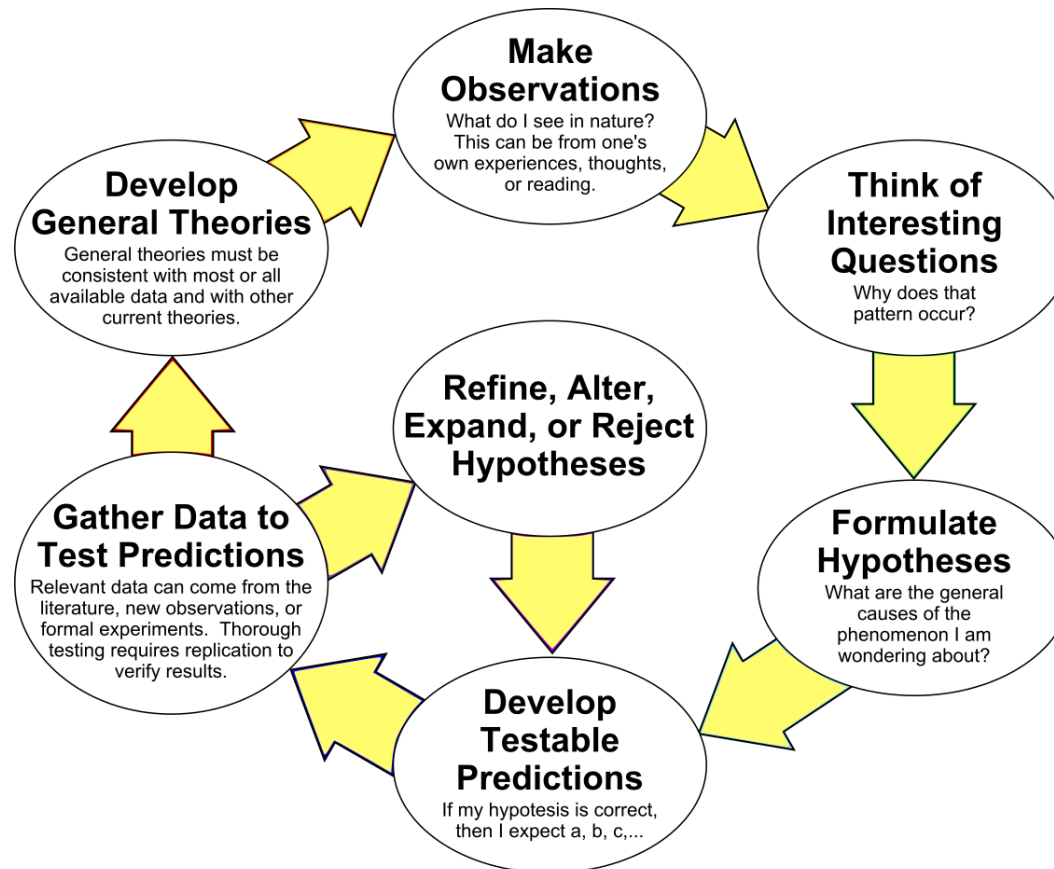 Make
Observations
What do I see in nature?
This can be from one's
own experiences, thoughts,
or reading.
Think of
Interesting
Questions
Why does that
pattern occur?
Formulate
Hypotheses
What are the general
causes of the
phenomenon I am
wondering about?
Develop
Testable
Predictions
If my hypotesis is correct,
then I expect a, b, c,...
Gather Data to
Test Predictions
Relevant data can come from the
literature, new observations, or
formal experiments. Thorough
testing requires replication to
verify results.
Refine, Alter,
Expand, or Reject
Hypotheses
Develop
General Theories
General theories must be
consistent with most or all
available data and with other
current theories.